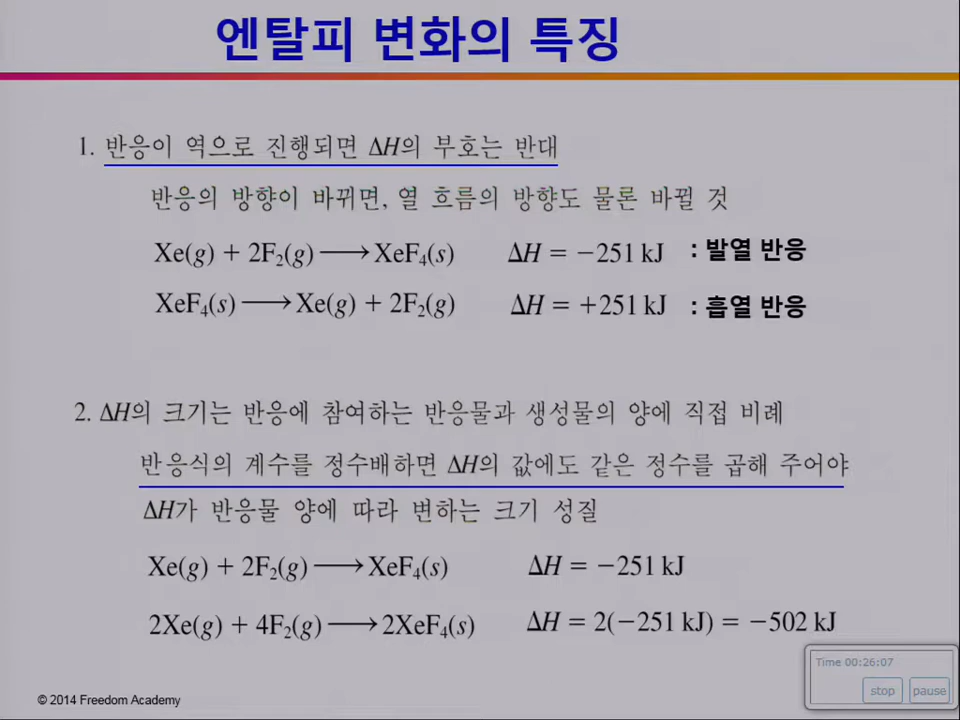 엔탈피 변화의 특징
1. 반응이 역으로 진행되면 ΔH의 부호는 반대
반응의 방향이 바뀌면, 열 흐름의 방향도 물론 바뀔 것
Xe(g) + 2F₂(g) ⟶ XeF₄(s) ΔH = −251 kJ : 발열 반응
XeF₄(s) ⟶ Xe(g) + 2F₂(g) ΔH = +251 kJ : 흡열 반응
2. ΔH의 크기는 반응에 참여하는 반응물과 생성물의 양에 직접 비례
반응식의 계수를 정수배하면 ΔH의 값에도 같은 정수를 곱해 주어야
ΔH가 반응물 양에 따라 변하는 크기 성질
Xe(g) + 2F₂(g) ⟶ XeF₄(s) ΔH = −251 kJ
2Xe(g) + 4F₂(g) ⟶ 2XeF₄(s) ΔH = 2(−251 kJ) = −502 kJ
Time 00:26:07
stop pause
© 2014 Freedom Academy